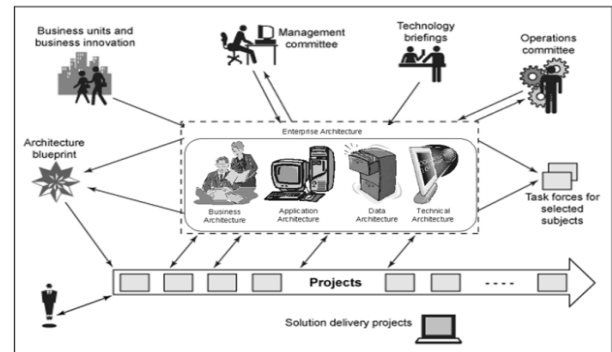 Business units and
business innovation
Management
committee
Technology
briefings
Operations
committee
Enterprise Architecture
Architecture
blueprint
Business
Architecture
Application
Architecture
Data
Architecture
Technical
Architecture
Task forces for
selected
subjects
Projects
Solution delivery projects